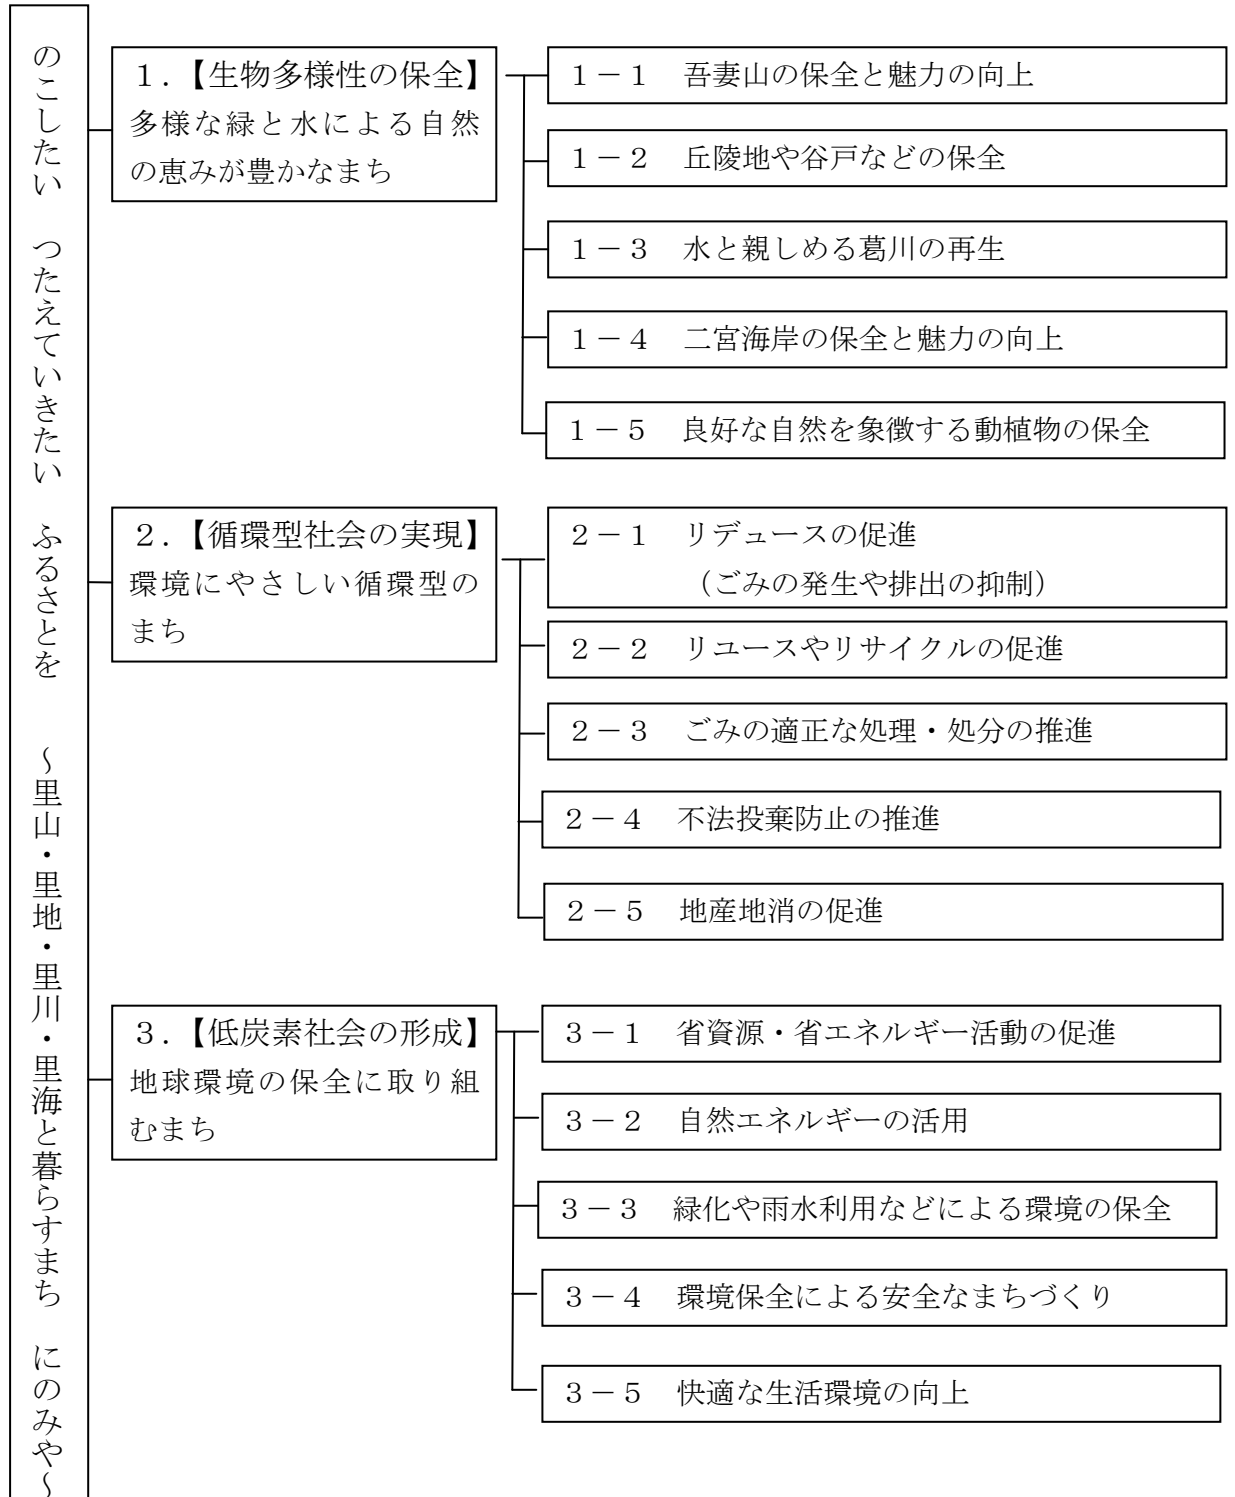 のこしたい つたえていきたい ふるさとを ～里山・里地・里川・里海と暮らすまち にのみや～
１.【生物多様性の保全】
多様な緑と水による自然
の恵みが豊かなまち
１－１ 吾妻山の保全と魅力の向上
１－２ 丘陵地や谷戸などの保全
１－３ 水と親しめる葛川の再生
１－４ 二宮海岸の保全と魅力の向上
１－５ 良好な自然を象徴する動植物の保全
２.【循環型社会の実現】
環境にやさしい循環型の
まち
２－１ リデュースの促進
（ごみの発生や排出の抑制）
２－２ リユースやリサイクルの促進
２－３ ごみの適正な処理・処分の推進
２－４ 不法投棄防止の推進
２－５ 地産地消の促進
３.【低炭素社会の形成】
地球環境の保全に取り組
むまち
３－１ 省資源・省エネルギー活動の促進
３－２ 自然エネルギーの活用
３－３ 緑化や雨水利用などによる環境の保全
３－４ 環境保全による安全なまちづくり
３－５ 快適な生活環境の向上